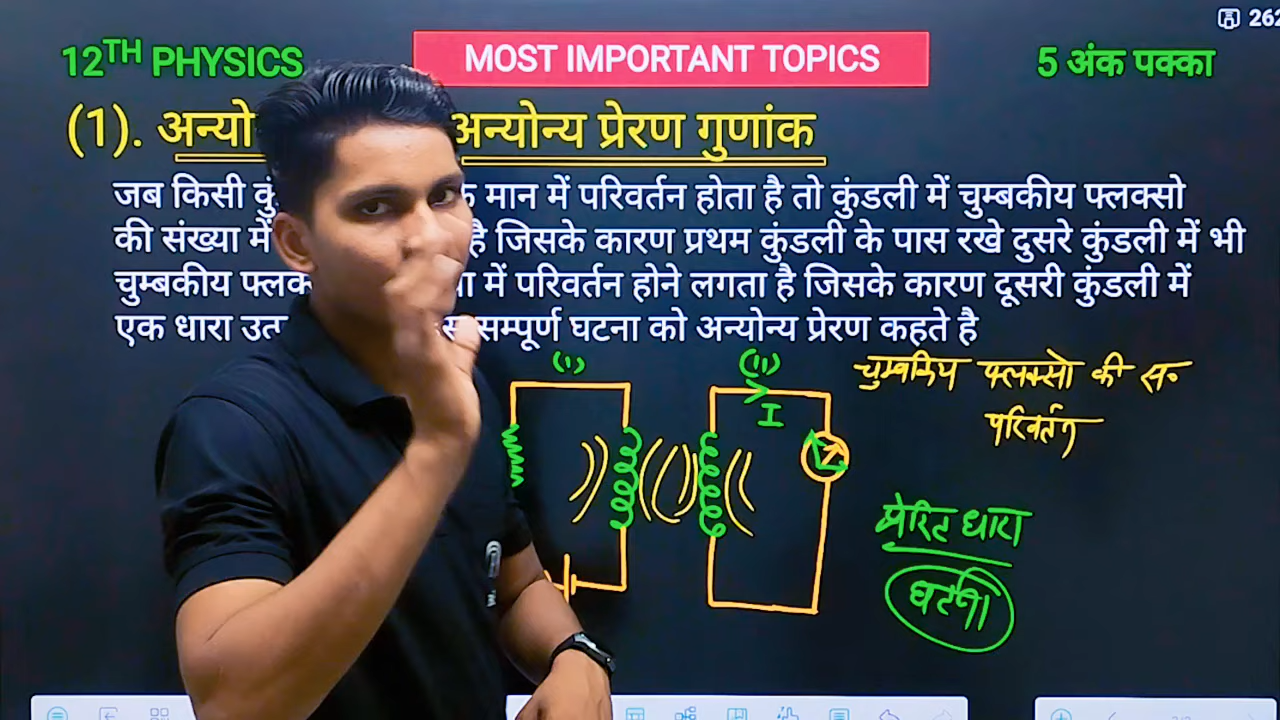 262
12TH PHYSICS
MOST IMPORTANT TOPICS
5 अंक पक्का
(1). अन्यो अन्योन्य प्रेरण गुणांक
जब किसी कुं मान में परिवर्तन होता है तो कुंडली में चुम्बकीय फ्लक्सो
की संख्या में है जिसके कारण प्रथम कुंडली के पास रखे दुसरे कुंडली में भी
चुम्बकीय फ्लक में परिवर्तन होने लगता है जिसके कारण दूसरी कुंडली में
एक धारा उत सम्पूर्ण घटना को अन्योन्य प्रेरण कहते है
(I) (II)
I
चुम्बकिय फ्लक्सो की स॰
परिवर्तन
प्रेरित धारा
घटना